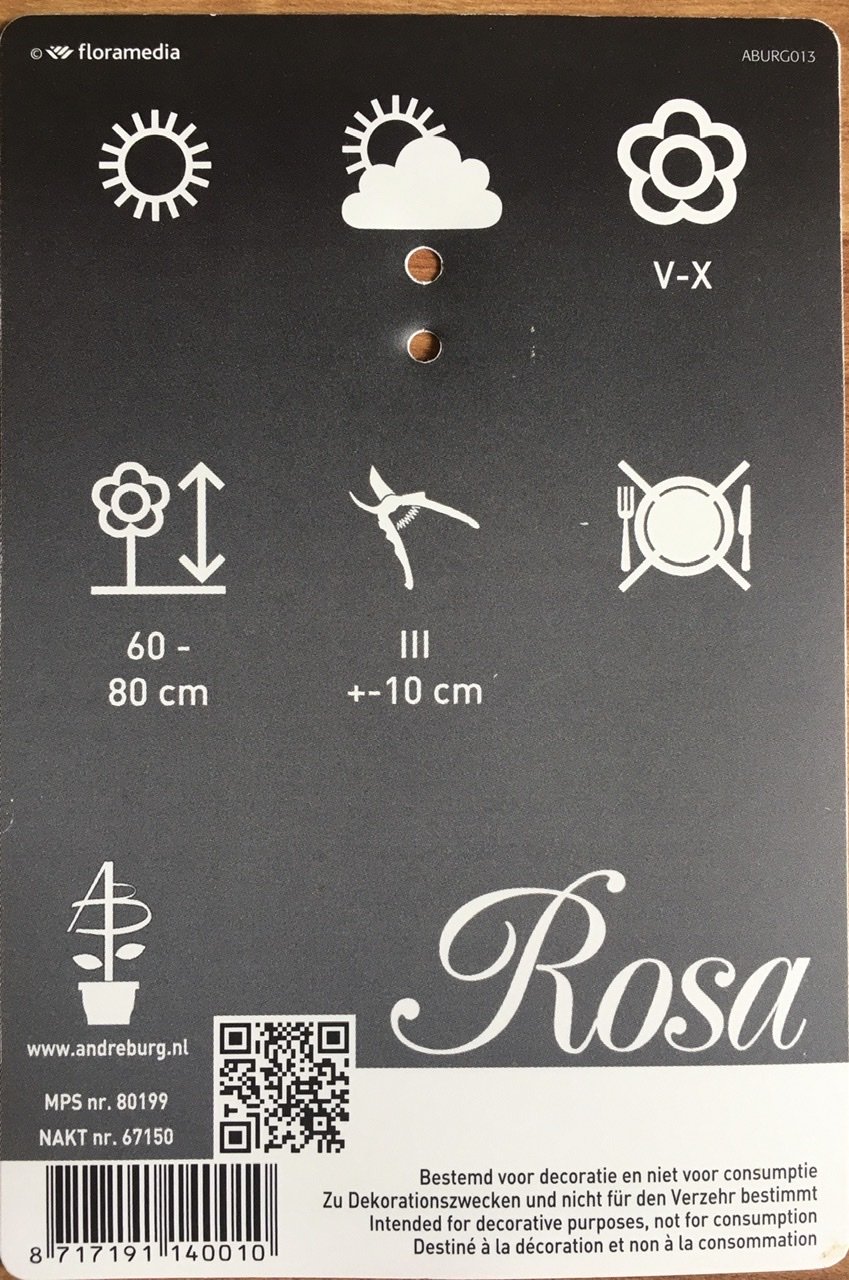 © floramedia
ABURG013
V-X
60 -
80 cm
III
+-10 cm
AB
Rosa
www.andreburg.nl
MPS nr. 80199
NAKT nr. 67150
8 717191 140010
Bestemd voor decoratie en niet voor consumptie
Zu Dekorationszwecken und nicht für den Verzehr bestimmt
Intended for decorative purposes, not for consumption
Destiné à la décoration et non à la consommation